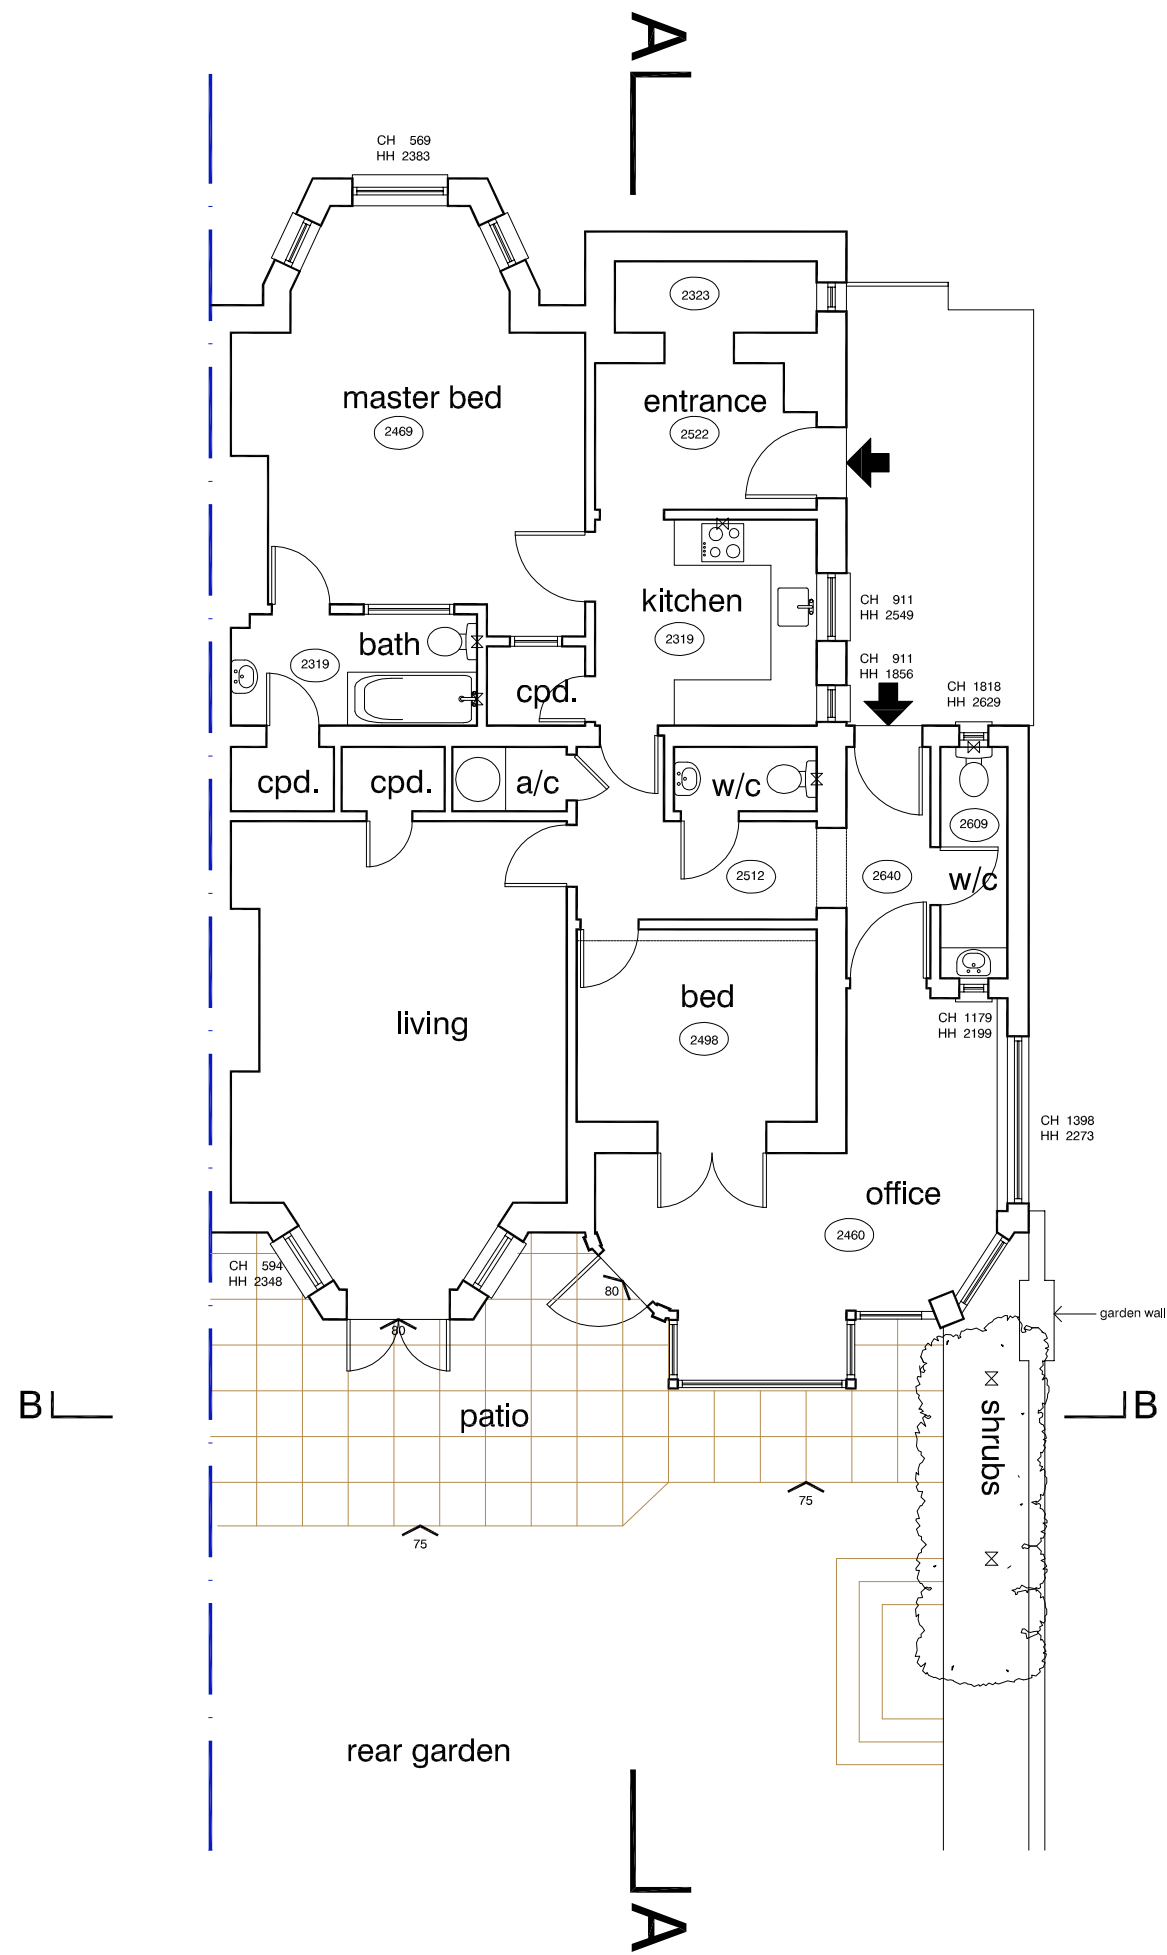 A
CH 569
HH 2383
2323
master bed
2469
entrance
2522
kitchen
2319
CH 911
HH 2549
bath
2319
CH 911
HH 1856
cpd.
CH 1818
HH 2629
cpd.
cpd.
a/c
w/c
2609
2512
2640
w/c
living
bed
2498
CH 1179
HH 2199
CH 1398
HH 2273
office
2460
CH 594
HH 2348
80
80
garden wall
B
patio
shrubs
B
75
75
rear garden
A